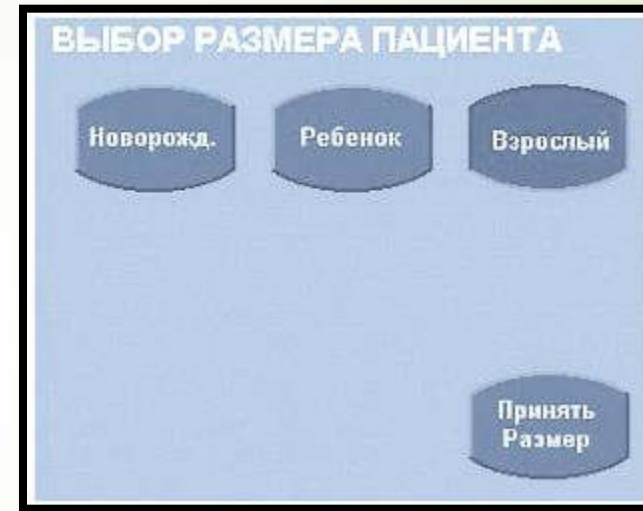 ВЫБОР РАЗМЕРА ПАЦИЕНТА
Новорожд.
Ребенок
Взрослый
Принять
Размер